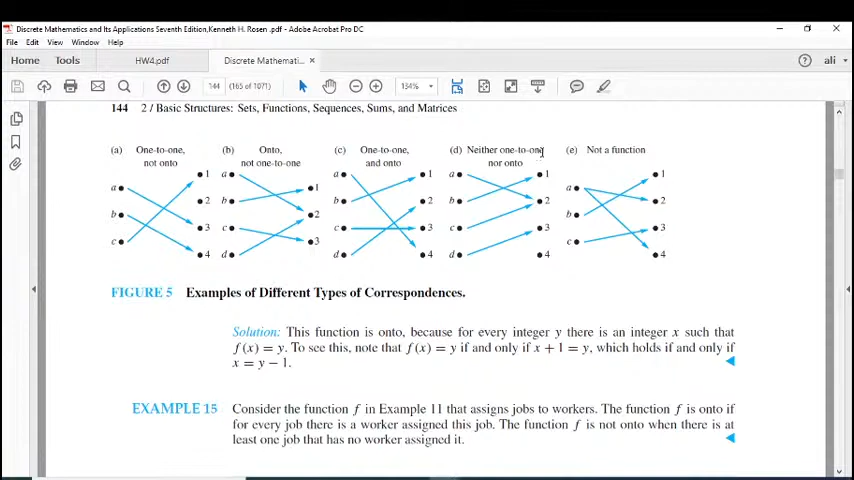 Discrete Mathematics and Its Applications Seventh Edition,Kenneth H. Rosen .pdf - Adobe Acrobat Pro DC
File Edit View Window Help
Home Tools HW4.pdf Discrete Mathemati... × ali
144 (165 of 1071) 154%
144 2 / Basic Structures: Sets, Functions, Sequences, Sums, and Matrices
(a) One-to-one, (b) Onto, (c) One-to-one, (d) Neither one-to-one (e) Not a function
not onto not one-to-one and onto nor onto
a a a 1 a 1 1
a 1 a
b b b 2 b 2 2
b 2 b
c 3 c c 3 c 3 3
c 3 c
4 d d 4 d 4 4
FIGURE 5 Examples of Different Types of Correspondences.
Solution: This function is onto, because for every integer y there is an integer x such that
f(x) = y. To see this, note that f(x) = y if and only if x + 1 = y, which holds if and only if
x = y − 1.
EXAMPLE 15 Consider the function f in Example 11 that assigns jobs to workers. The function f is onto if
for every job there is a worker assigned this job. The function f is not onto when there is at
least one job that has no worker assigned it.